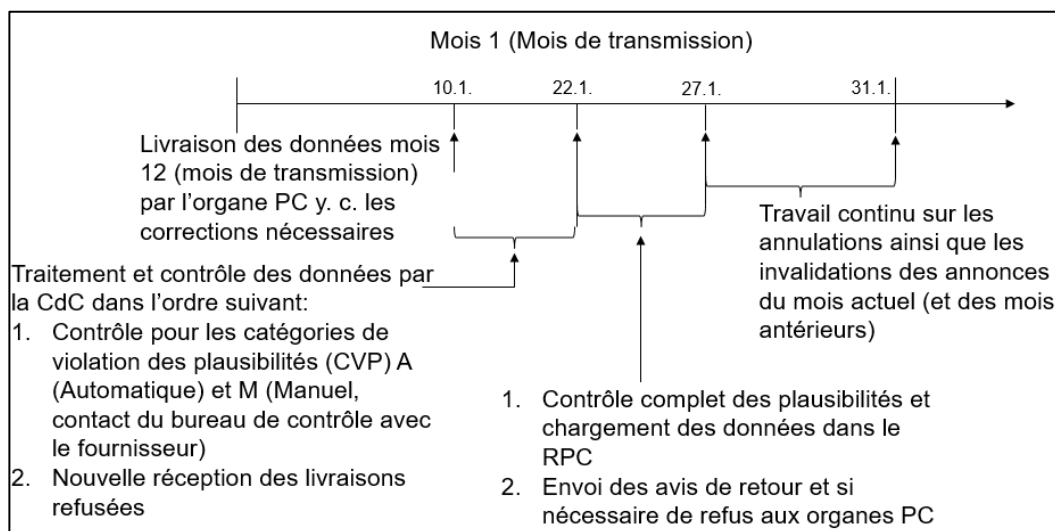 Mois 1 (Mois de transmission)
10.1.
22.1.
27.1.
31.1.
Livraison des données mois
12 (mois de transmission)
par l'organe PC y. c. les
corrections nécessaires
Traitement et contrôle des données par
la CdC dans l'ordre suivant:
1. Contrôle pour les catégories de
violation des plausibilités (CVP) A
(Automatique) et M (Manuel,
contact du bureau de contrôle avec
le fournisseur)
2. Nouvelle réception des livraisons
refusées
1. Contrôle complet des plausibilités et
chargement des données dans le
RPC
2. Envoi des avis de retour et si
nécessaire de refus aux organes PC
Travail continu sur les
annulations ainsi que les
invalidations des annonces
du mois actuel (et des mois
antérieurs)